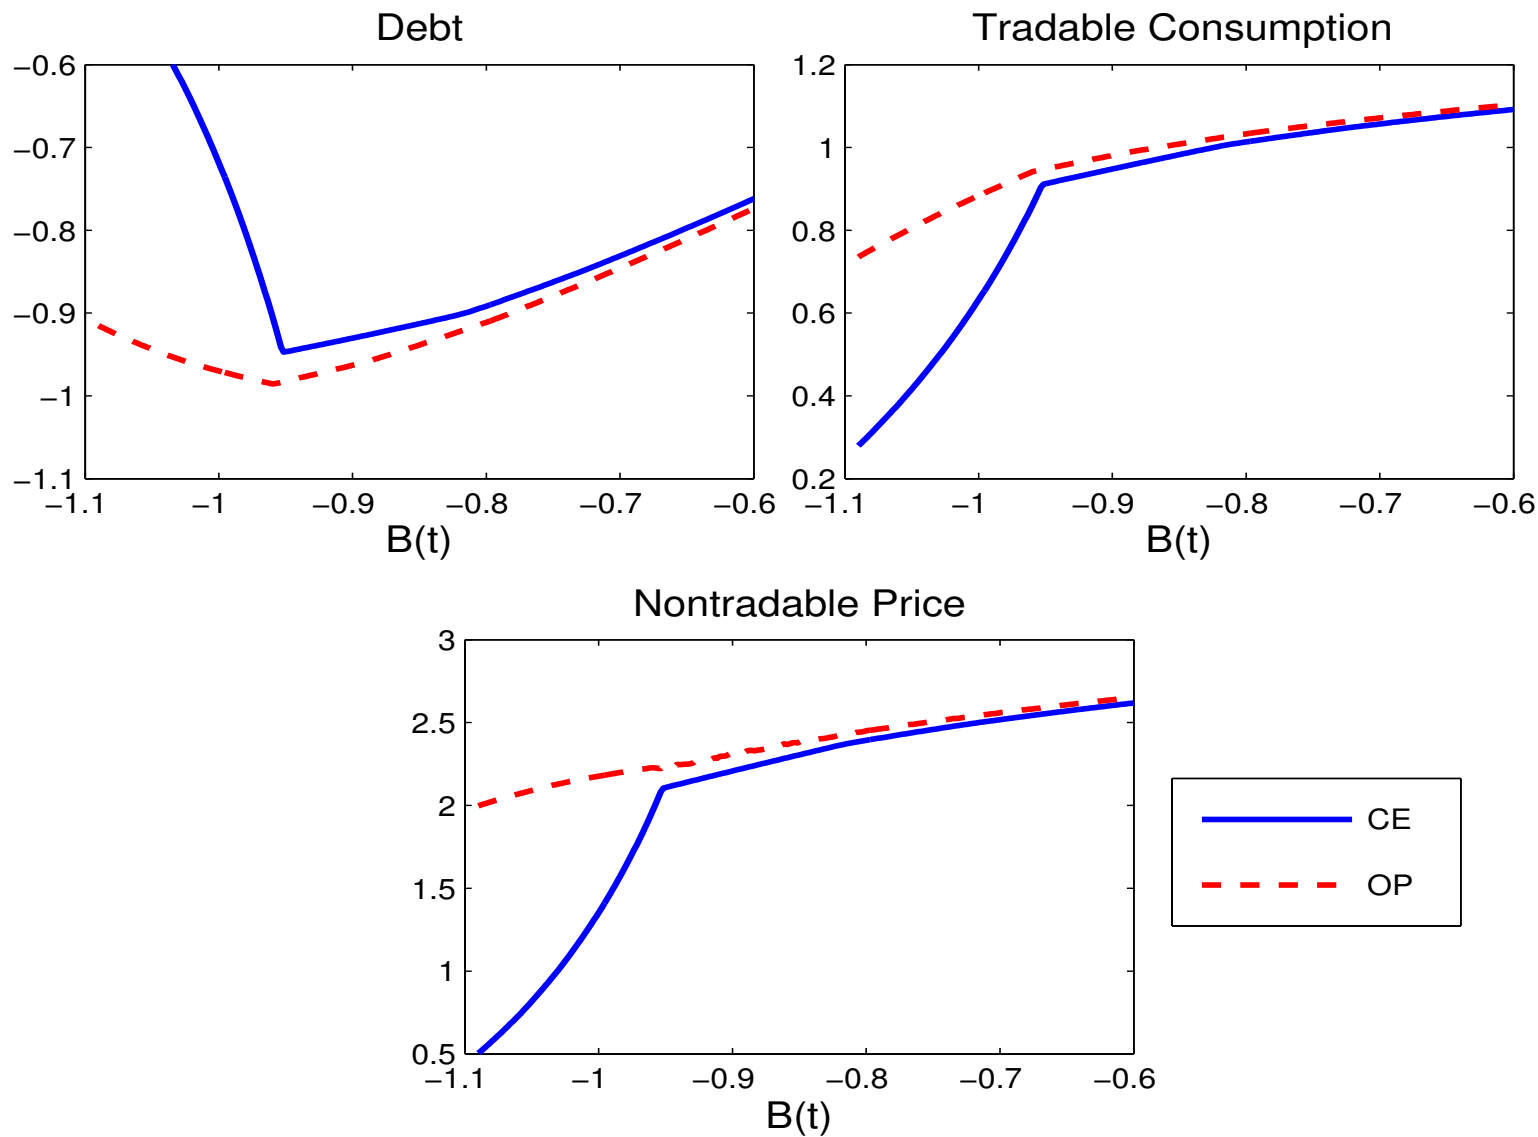 Debt
−0.6
−0.7
−0.8
−0.9
−1
−1.1
−1.1 −1 −0.9 −0.8 −0.7 −0.6
B(t)
Tradable Consumption
1.2
1
0.8
0.6
0.4
0.2
−1.1 −1 −0.9 −0.8 −0.7 −0.6
B(t)
Nontradable Price
3
2.5
2
1.5
1
0.5
−1.1 −1 −0.9 −0.8 −0.7 −0.6
B(t)
CE
OP